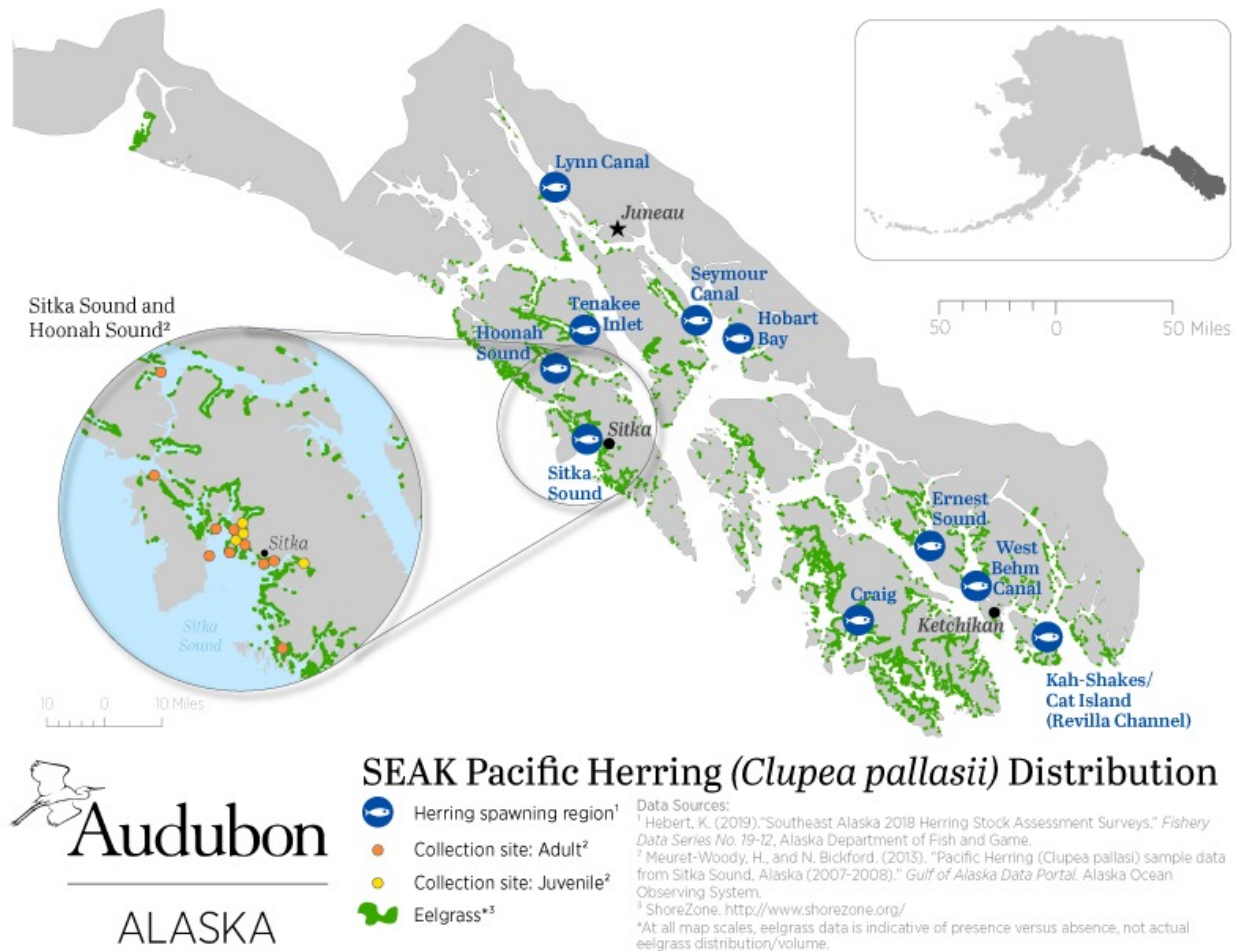 Lynn Canal
Juneau
Seymour
Canal
Tenakee
Inlet
Hobart
Bay
Hoonah
Sound
Sitka
Sitka
Sound
50
0
50 Miles
Sitka Sound and
Hoonah Sound²
Sitka
Sitka
Sound
10
0
10 Miles
Ernest
Sound
West
Behm
Canal
Craig
Ketchikan
Kah-Shakes/
Cat Island
(Revilla Channel)
SEAK Pacific Herring (Clupea pallasii) Distribution
Audubon
ALASKA
Herring spawning region¹
Collection site: Adult²
Collection site: Juvenile²
Eelgrass*³
Data Sources:
¹ Hebert, K. (2019)."Southeast Alaska 2018 Herring Stock Assessment Surveys." Fishery
Data Series No. 19-12, Alaska Department of Fish and Game.
² Meuret-Woody, H., and N. Bickford. (2013). "Pacific Herring (Clupea pallasi) sample data
from Sitka Sound, Alaska (2007-2008)." Gulf of Alaska Data Portal. Alaska Ocean
Observing System.
³ ShoreZone. http://www.shorezone.org/
*At all map scales, eelgrass data is indicative of presence versus absence, not actual
eelgrass distribution/volume.